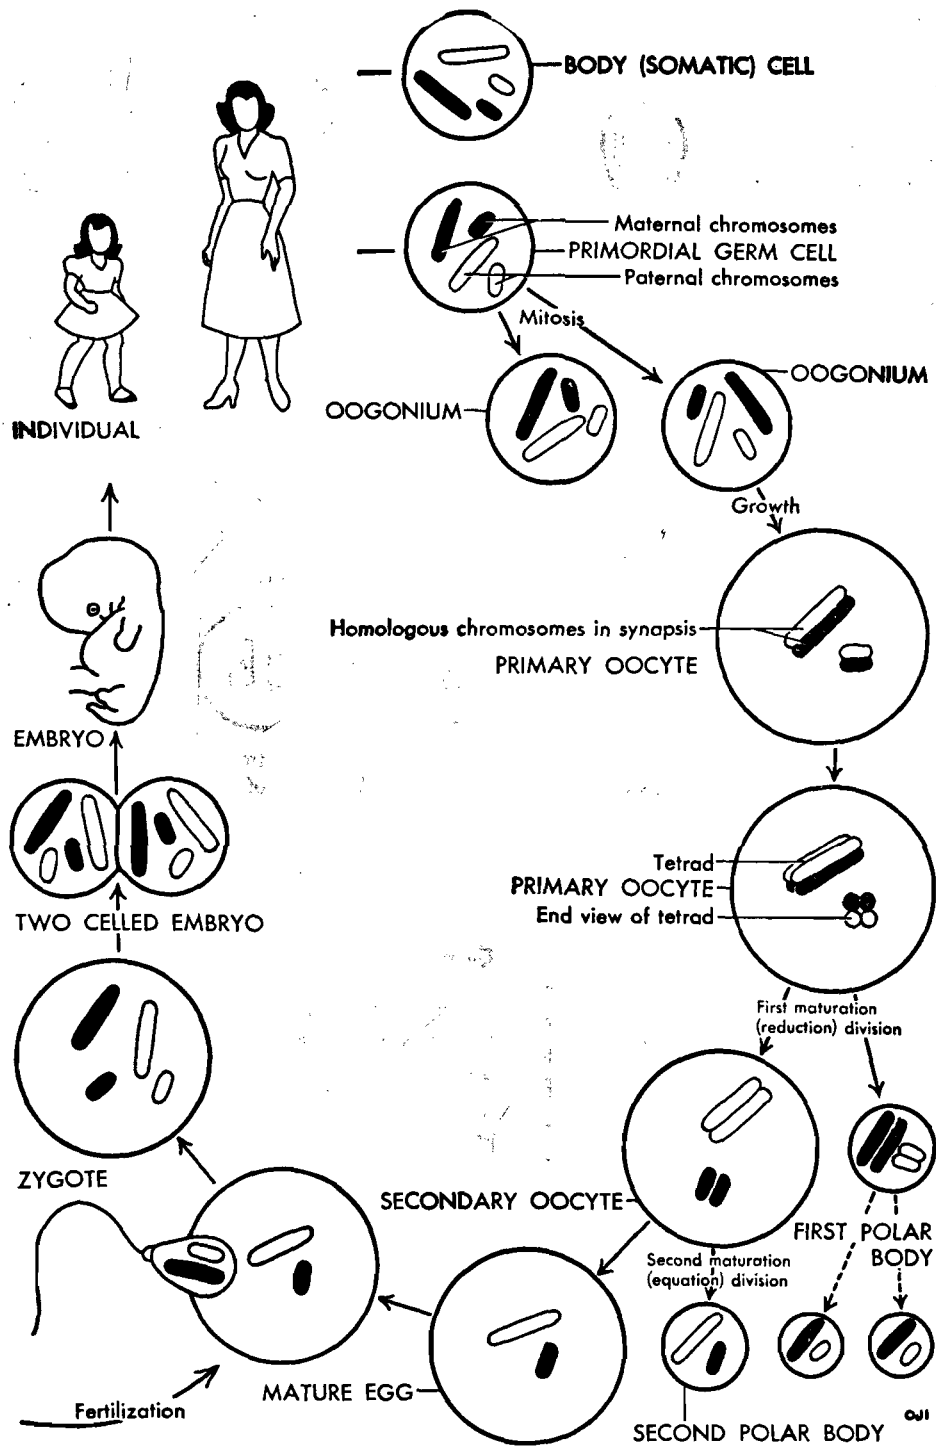 BODY (SOMATIC) CELL
Maternal chromosomes
PRIMORDIAL GERM CELL
Paternal chromosomes
Mitosis
OOGONIUM
OOGONIUM
INDIVIDUAL
Growth
Homologous chromosomes in synapsis
PRIMARY OOCYTE
EMBRYO
Tetrad
PRIMARY OOCYTE
End view of tetrad
TWO CELLED EMBRYO
First maturation
(reduction) division
ZYGOTE
SECONDARY OOCYTE
FIRST POLAR
BODY
Second maturation
(equation) division
MATURE EGG
Fertilization
SECOND POLAR BODY